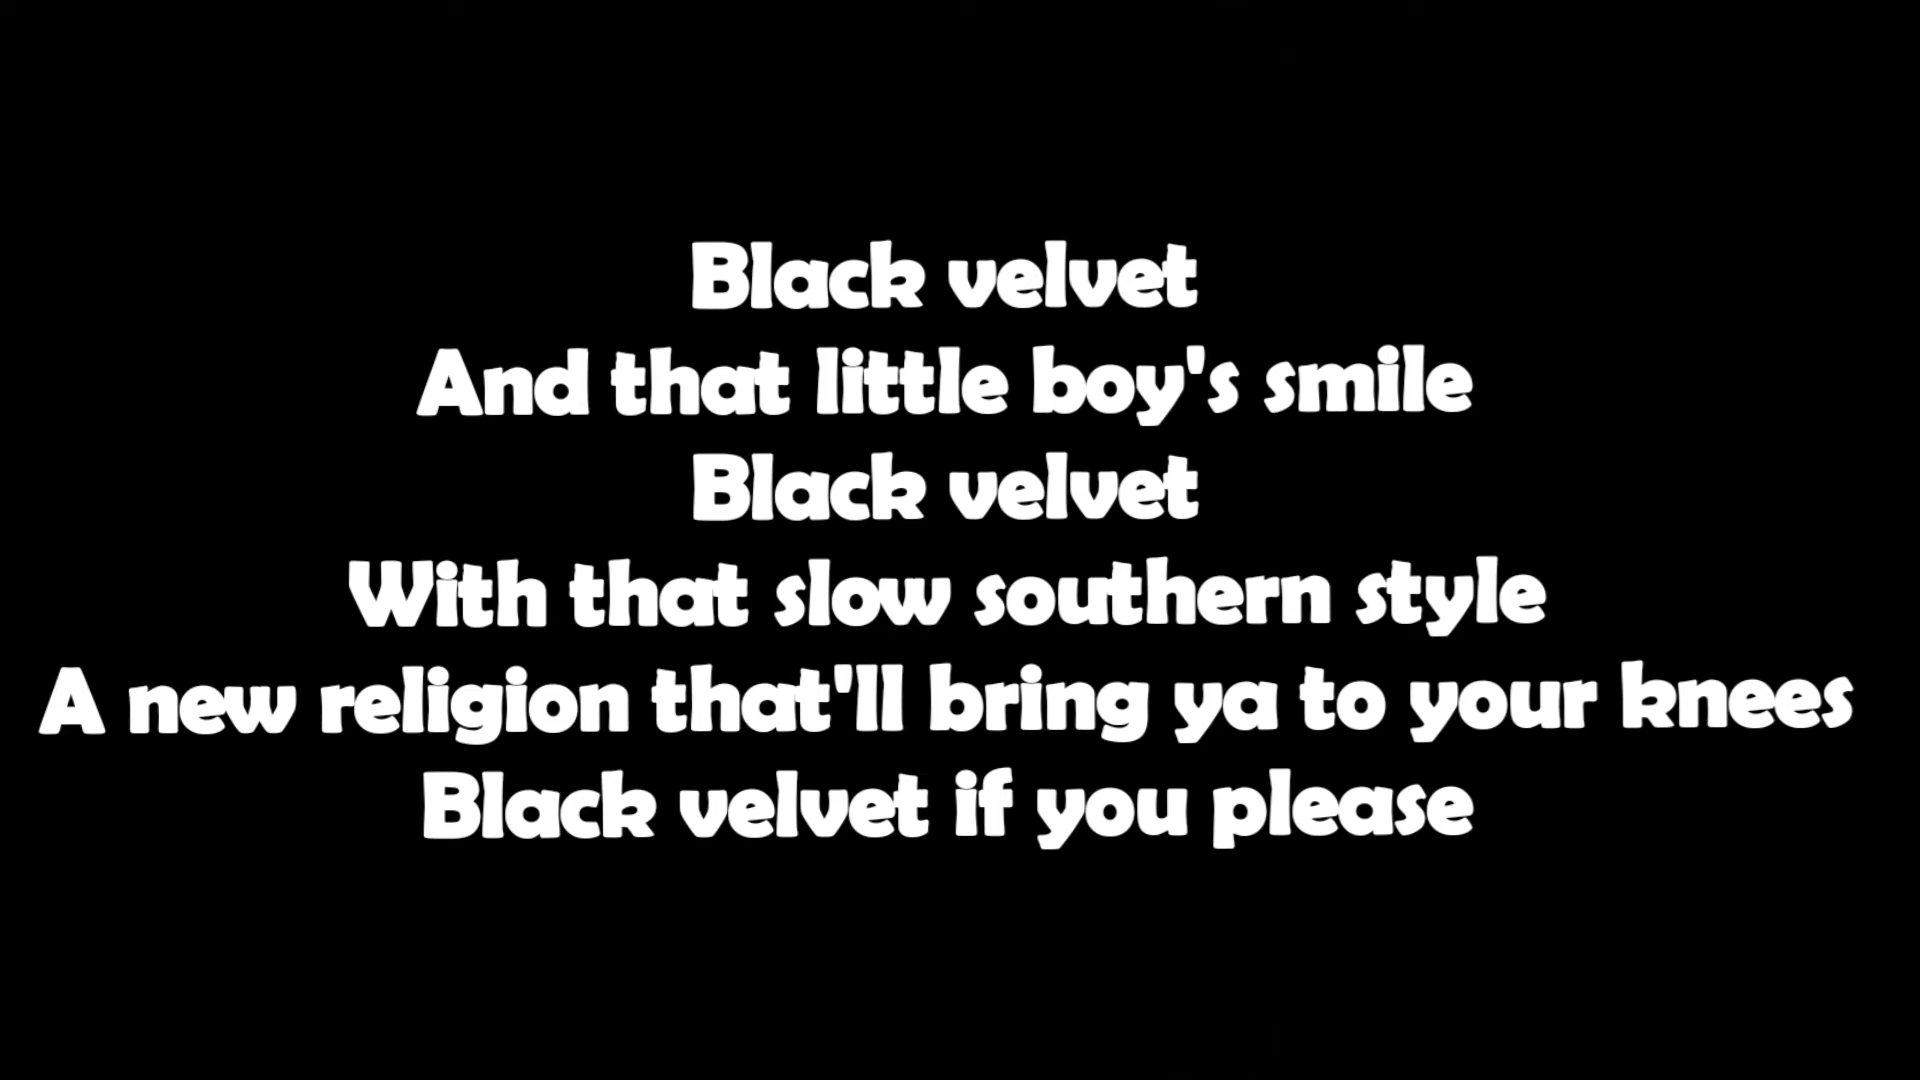 Black velvet
And that little boy's smile
Black velvet
With that slow southern style
A new religion that'll bring ya to your knees
Black velvet if you please